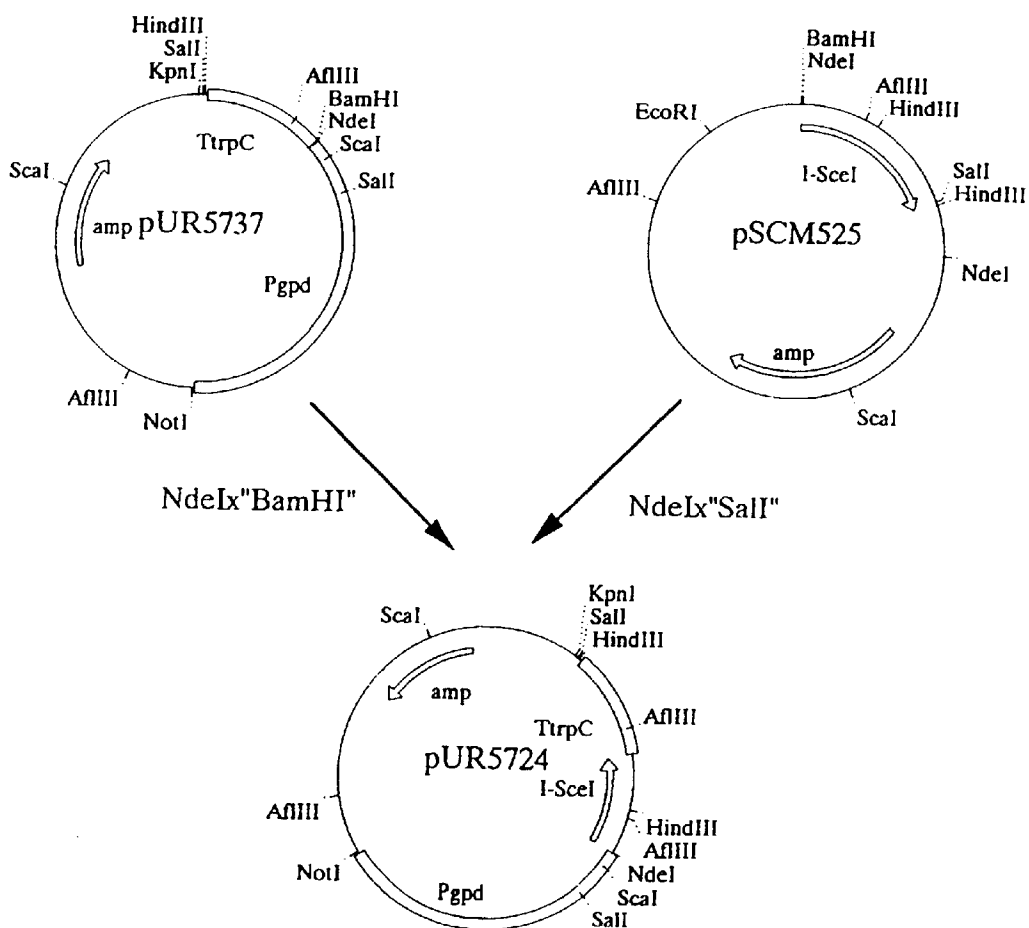 HindIII
SalI
KpnI
AflIII
BamHI
NdeI
ScaI
SalI
TtrpC
ScaI
amp
pUR5737
Pgpd
AflIII
NotI
BamHI
NdeI
AflIII
HindIII
EcoRI
I-SceI
SalI
HindIII
AflIII
pSCM525
NdeI
amp
ScaI
NdeIx"BamHI"
NdeIx"SalI"
KpnI
SalI
HindIII
ScaI
amp
TtrpC
AflIII
pUR5724
I-SceI
AflIII
HindIII
AflIII
NdeI
ScaI
SalI
NotI
Pgpd